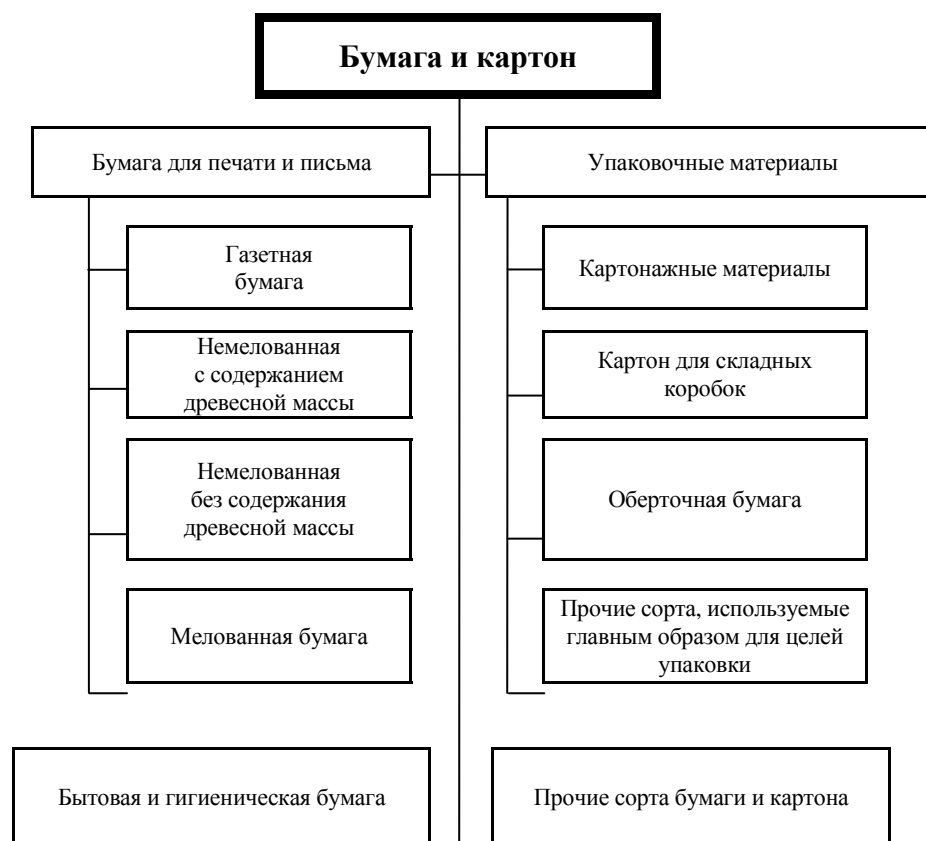 Бумага и картон
Бумага для печати и письма
Упаковочные материалы
Газетная
бумага
Картонажные материалы
Немелованная
с содержанием
древесной массы
Картон для складных
коробок
Немелованная
без содержания
древесной массы
Оберточная бумага
Мелованная бумага
Прочие сорта, используемые
главным образом для целей
упаковки
Бытовая и гигиеническая бумага
Прочие сорта бумаги и картона